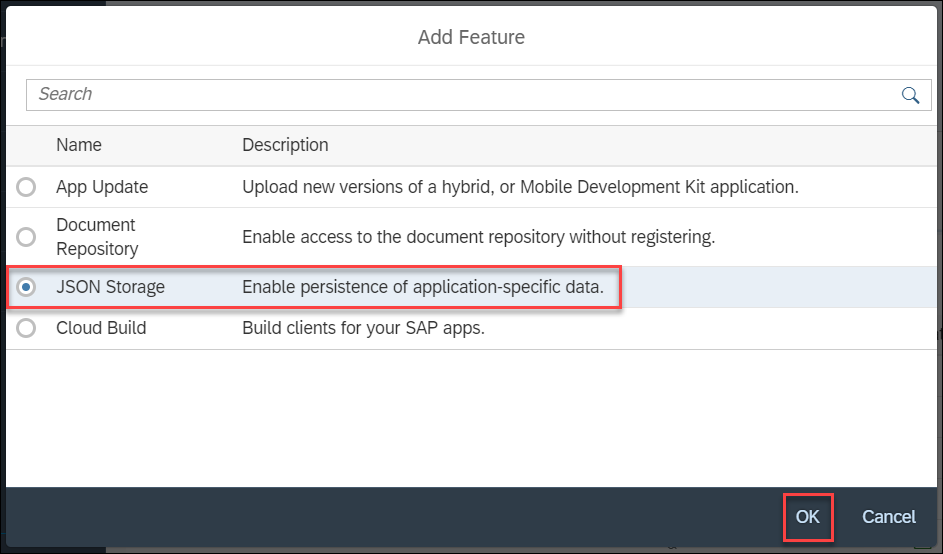 Add Feature
Search
Name Description
App Update Upload new versions of a hybrid, or Mobile Development Kit application.
Document
Repository Enable access to the document repository without registering.
JSON Storage Enable persistence of application-specific data.
Cloud Build Build clients for your SAP apps.
OK Cancel